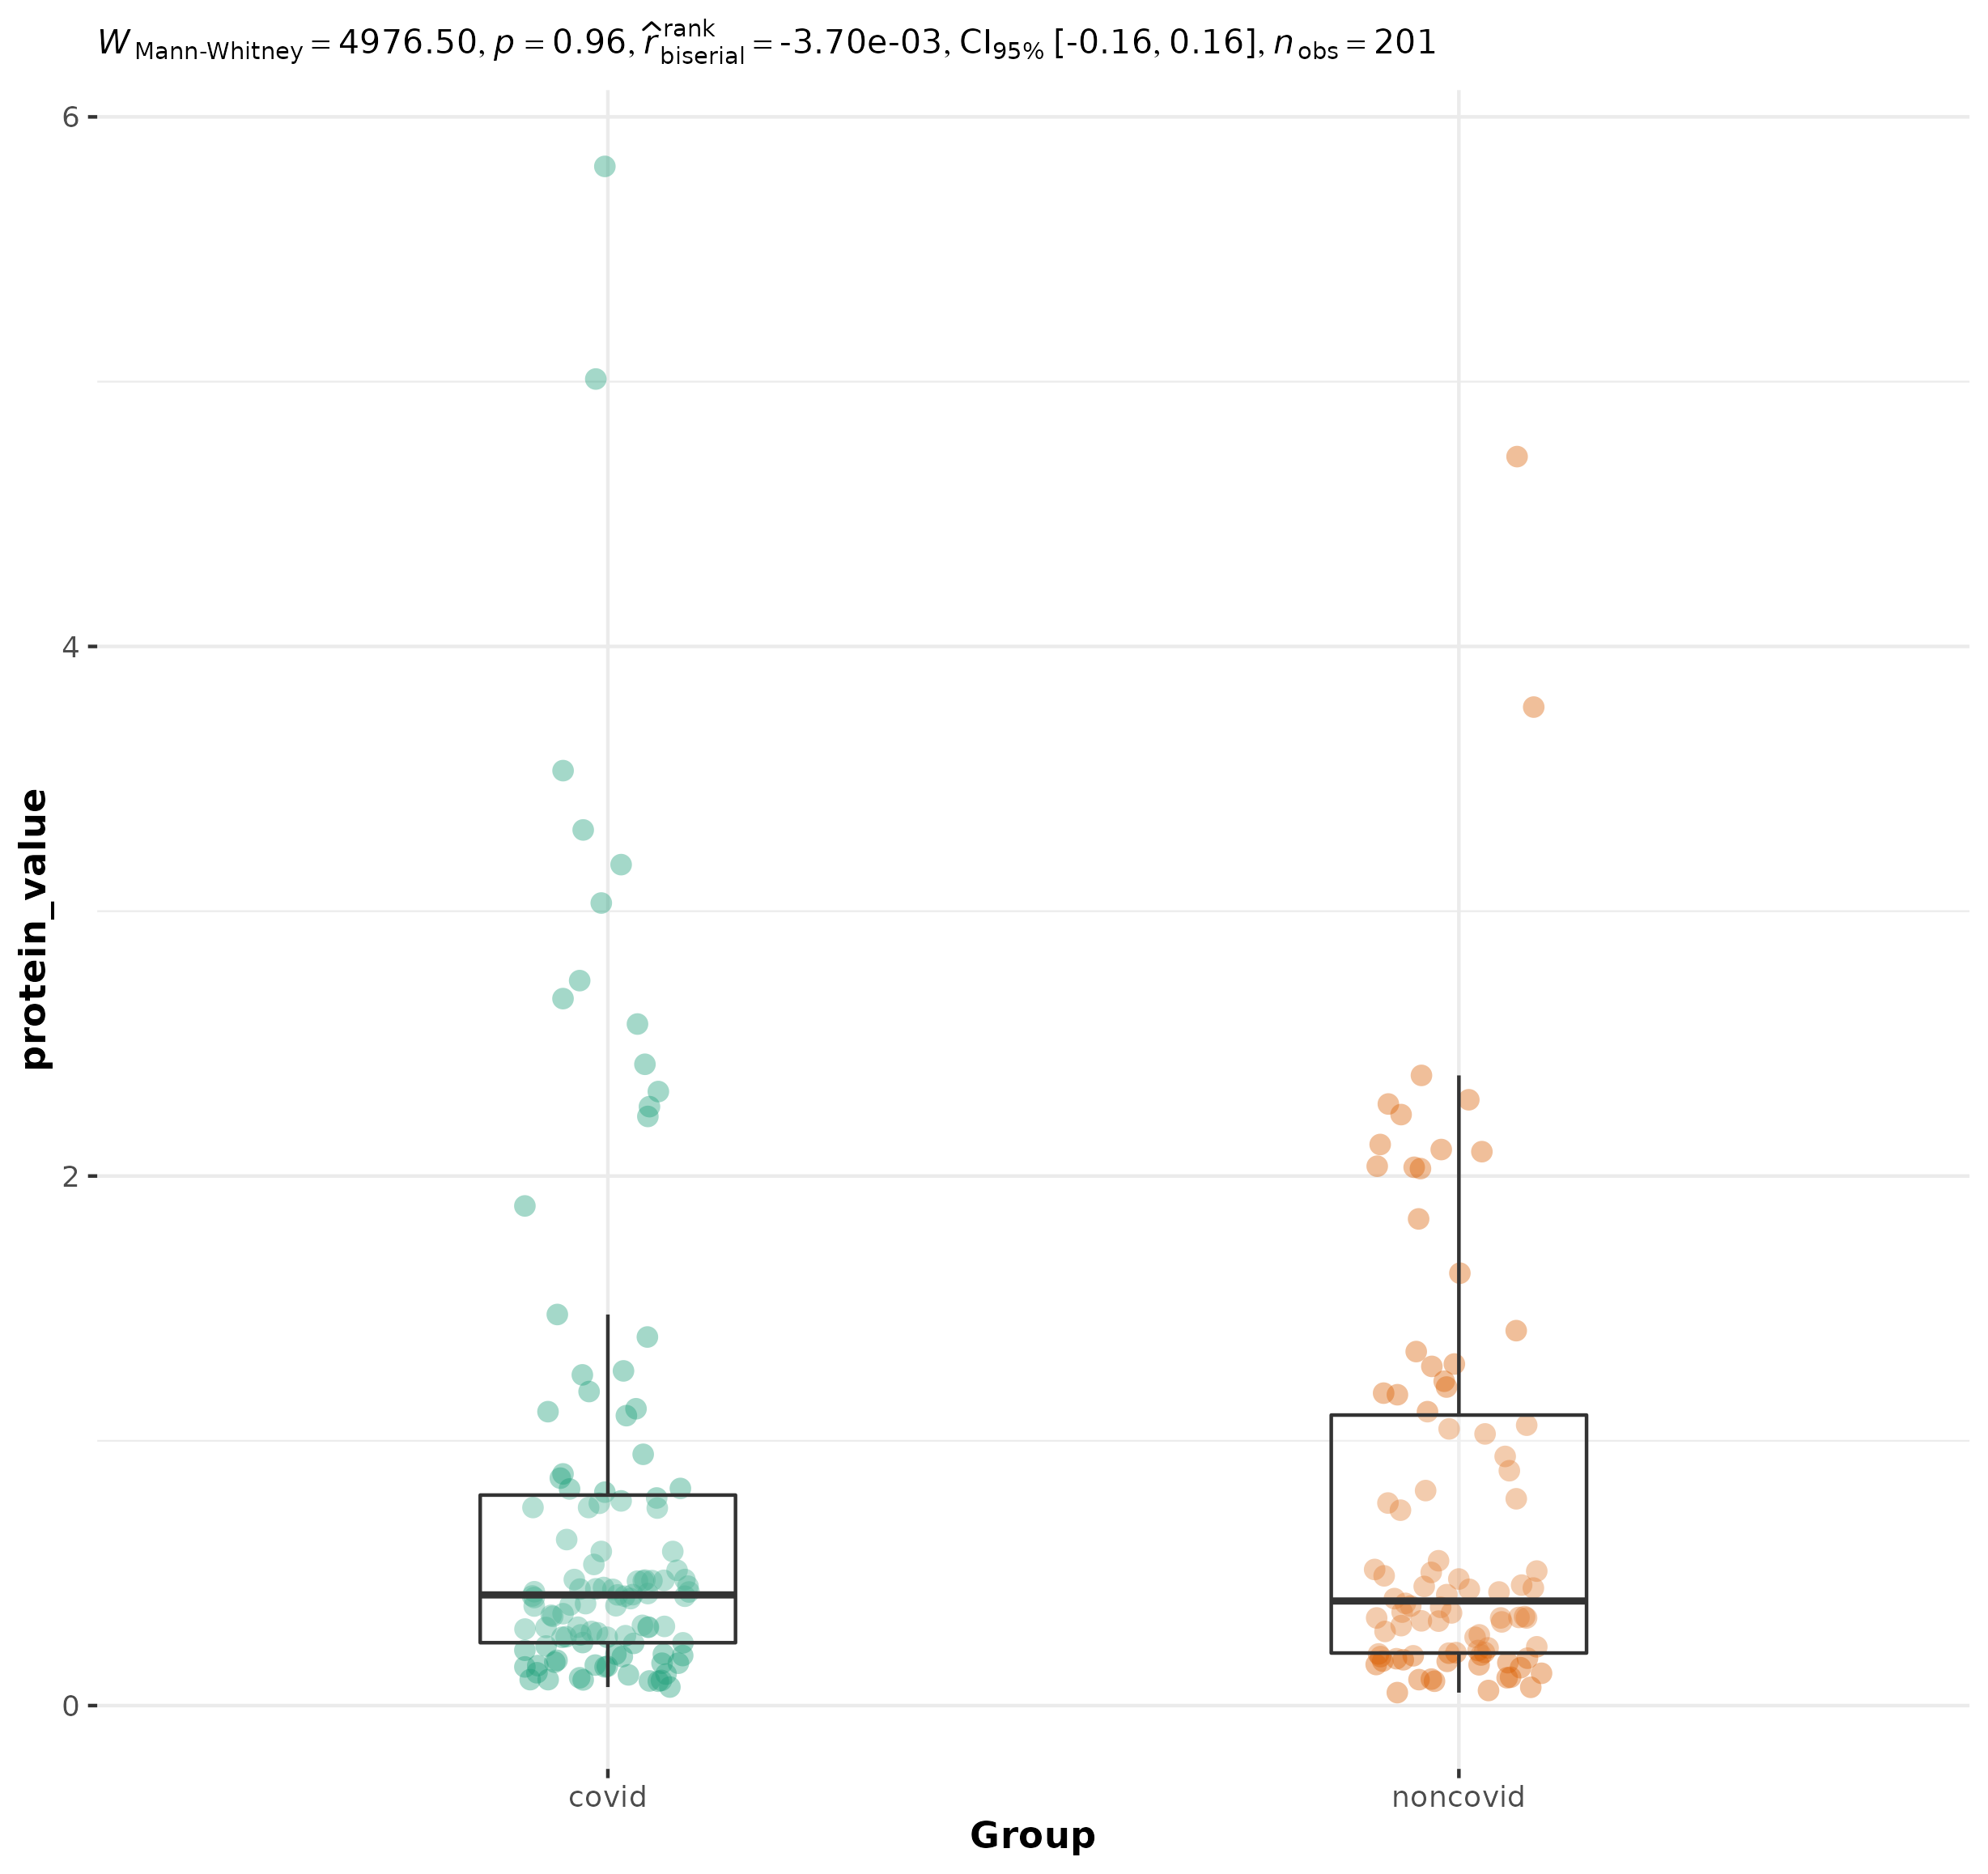 W Mann-Whitney = 4976.50, p = 0.96, r̂ rank biserial = -3.70e-03, CI95% [-0.16, 0.16], n obs = 201
6
4
2
0
protein_value
covid noncovid
Group